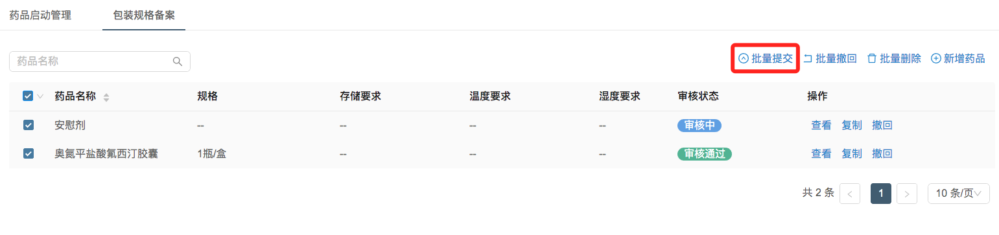 药品启动管理 包装规格备案
药品名称 批量提交 批量撤回 批量删除 新增药品
药品名称 规格 存储要求 温度要求 湿度要求 审核状态 操作
安慰剂 -- -- -- -- 审核中 查看 复制 撤回
奥氮平盐酸氟西汀胶囊 1瓶/盒 -- -- -- 审核通过 查看 复制 撤回
共 2 条 < 1 > 10 条/页